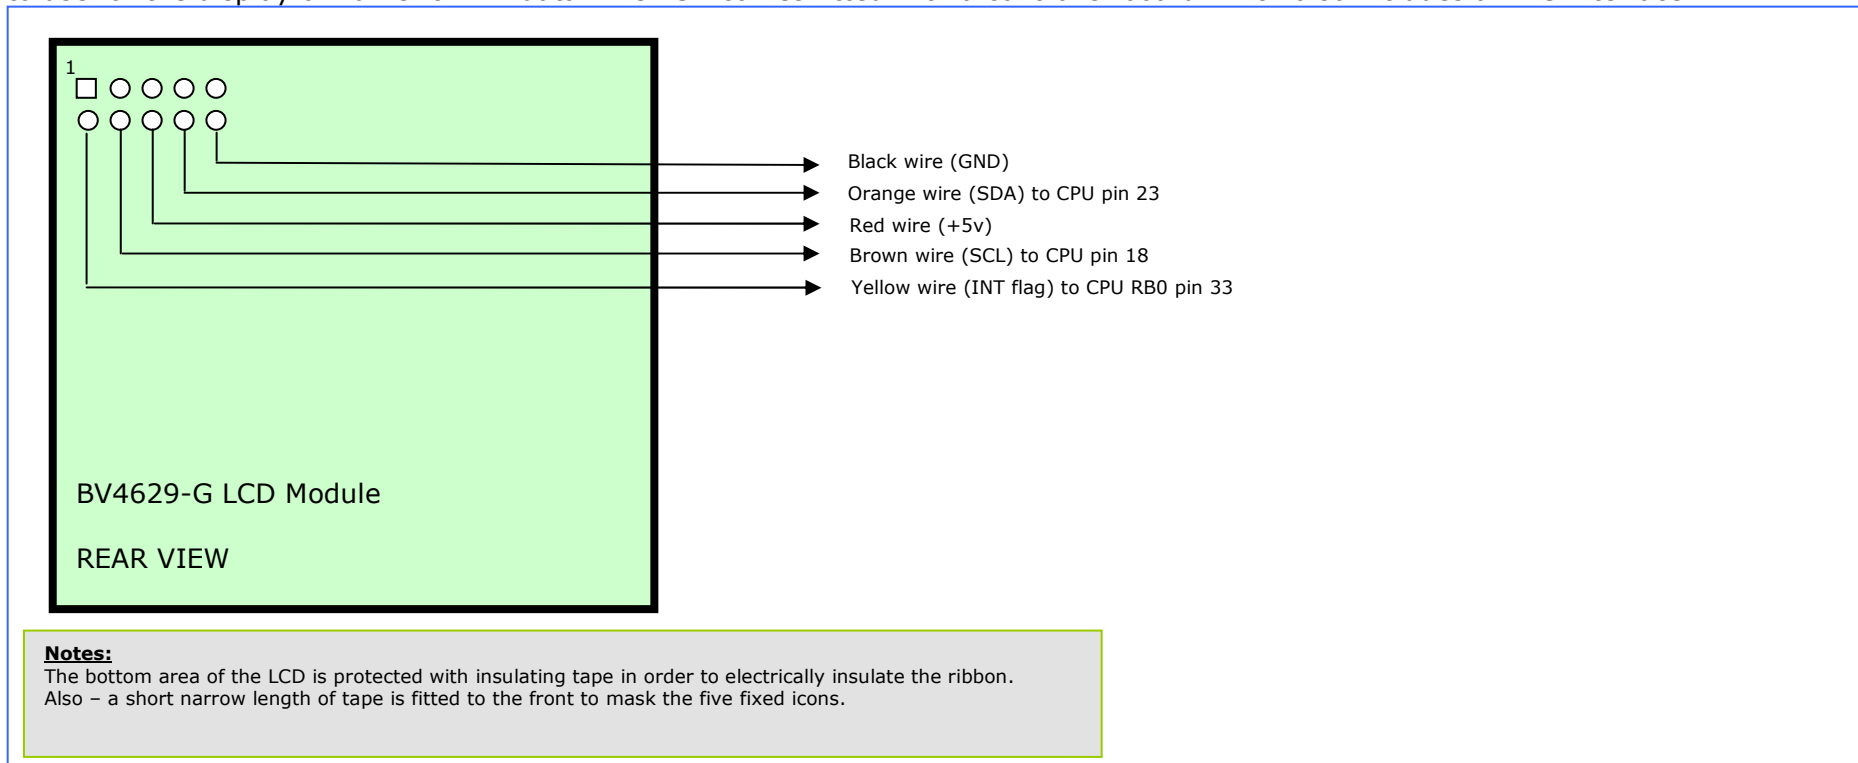 1
Black wire (GND)
Orange wire (SDA) to CPU pin 23
Red wire (+5v)
Brown wire (SCL) to CPU pin 18
Yellow wire (INT flag) to CPU RB0 pin 33
BV4629-G LCD Module
REAR VIEW
Notes:
The bottom area of the LCD is protected with insulating tape in order to electrically insulate the ribbon.
Also – a short narrow length of tape is fitted to the front to mask the five fixed icons.